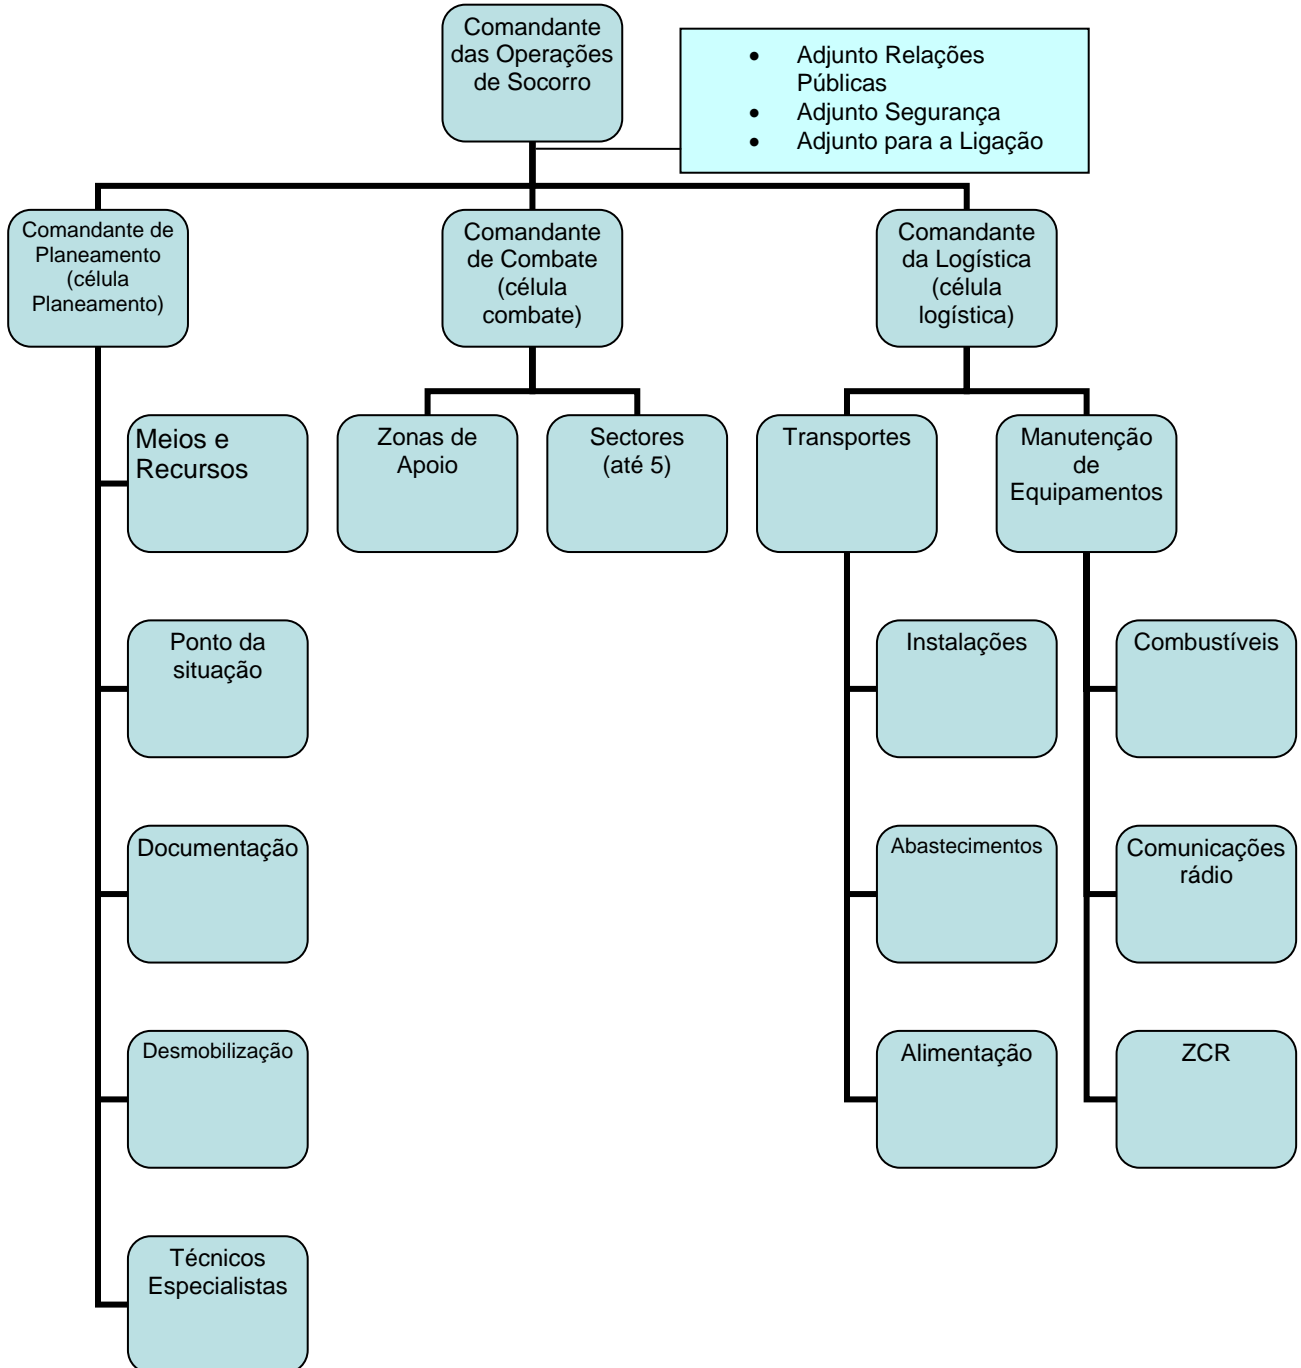 Comandante
das Operações
de Socorro
• Adjunto Relações
Públicas
• Adjunto Segurança
• Adjunto para a Ligação
Comandante de
Planeamento
(célula
Planeamento)
Comandante
de Combate
(célula
combate)
Comandante
da Logística
(célula
logística)
Meios e
Recursos
Zonas de
Apoio
Sectores
(até 5)
Transportes
Manutenção
de
Equipamentos
Ponto da
situação
Instalações
Combustíveis
Documentação
Abastecimentos
Comunicações
rádio
Desmobilização
Alimentação
ZCR
Técnicos
Especialistas